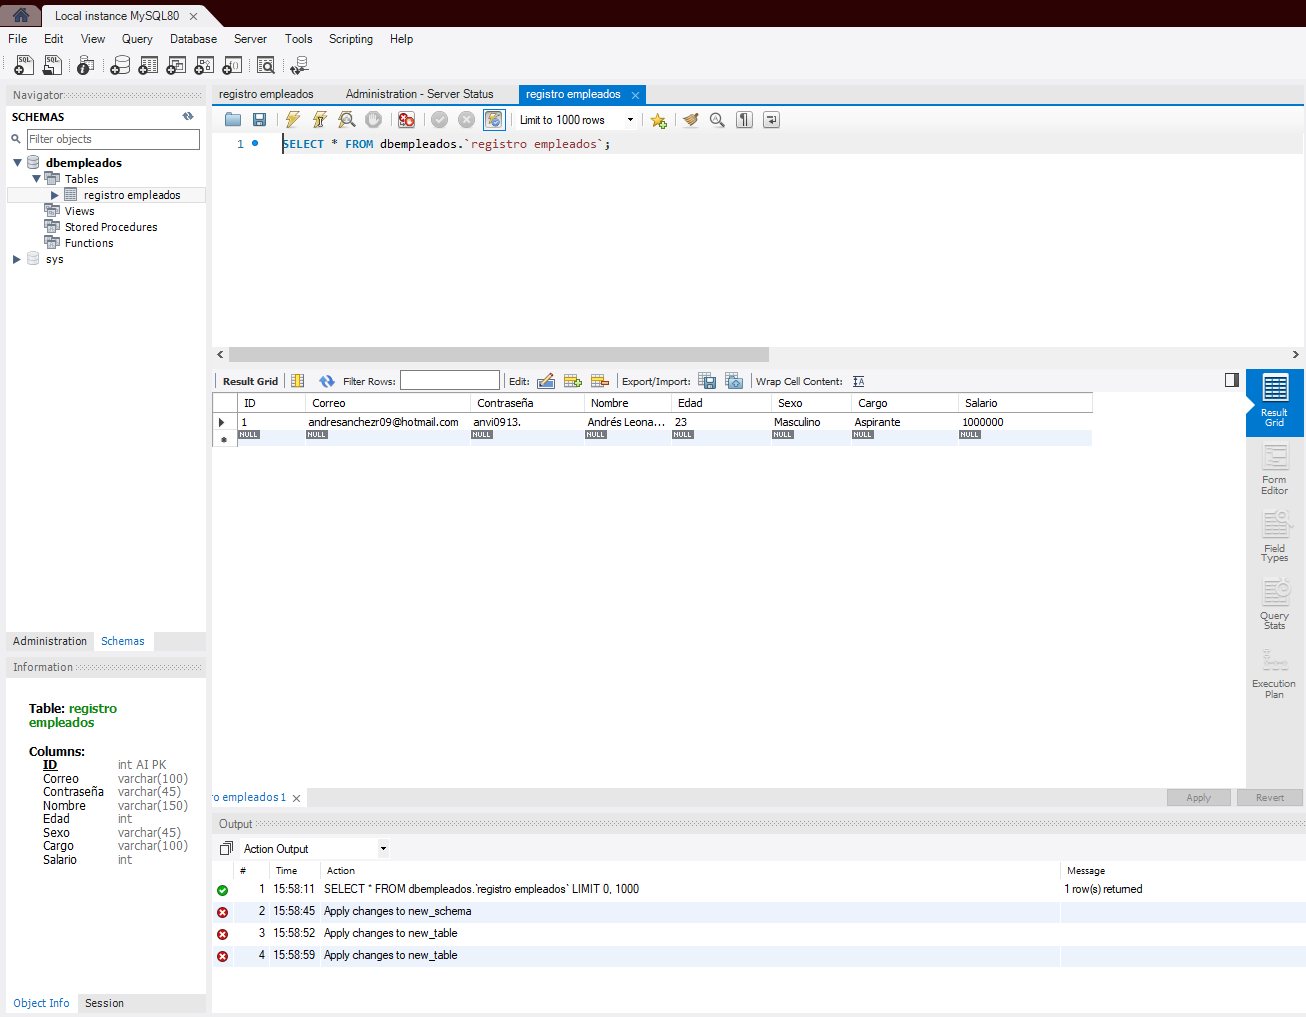 Local instance MySQL80
File Edit View Query Database Server Tools Scripting Help
Navigator
SCHEMAS
Filter objects
dbempleados
Tables
registro empleados
Views
Stored Procedures
Functions
sys
Administration Schemas
Information
Table: registro
empleados
Columns:
ID int AI PK
Correo varchar(100)
Contraseña varchar(45)
Nombre varchar(150)
Edad int
Sexo varchar(45)
Cargo varchar(100)
Salario int
Object Info Session
registro empleados Administration - Server Status registro empleados
Limit to 1000 rows
1 SELECT * FROM dbempleados.`registro empleados`;
Result Grid Filter Rows: Edit: Export/Import: Wrap Cell Content:
ID Correo Contraseña Nombre Edad Sexo Cargo Salario
1 andresanchezr09@hotmail.com anvi0913. Andrés Leona... 23 Masculino Aspirante 1000000
NULL NULL NULL NULL NULL NULL NULL NULL
Result
Grid
Form
Editor
Field
Types
Query
Stats
Execution
Plan
ro empleados 1 Apply Revert
Output
Action Output
# Time Action Message
1 15:58:11 SELECT * FROM dbempleados.`registro empleados` LIMIT 0, 1000 1 row(s) returned
2 15:58:45 Apply changes to new_schema
3 15:58:52 Apply changes to new_table
4 15:58:59 Apply changes to new_table